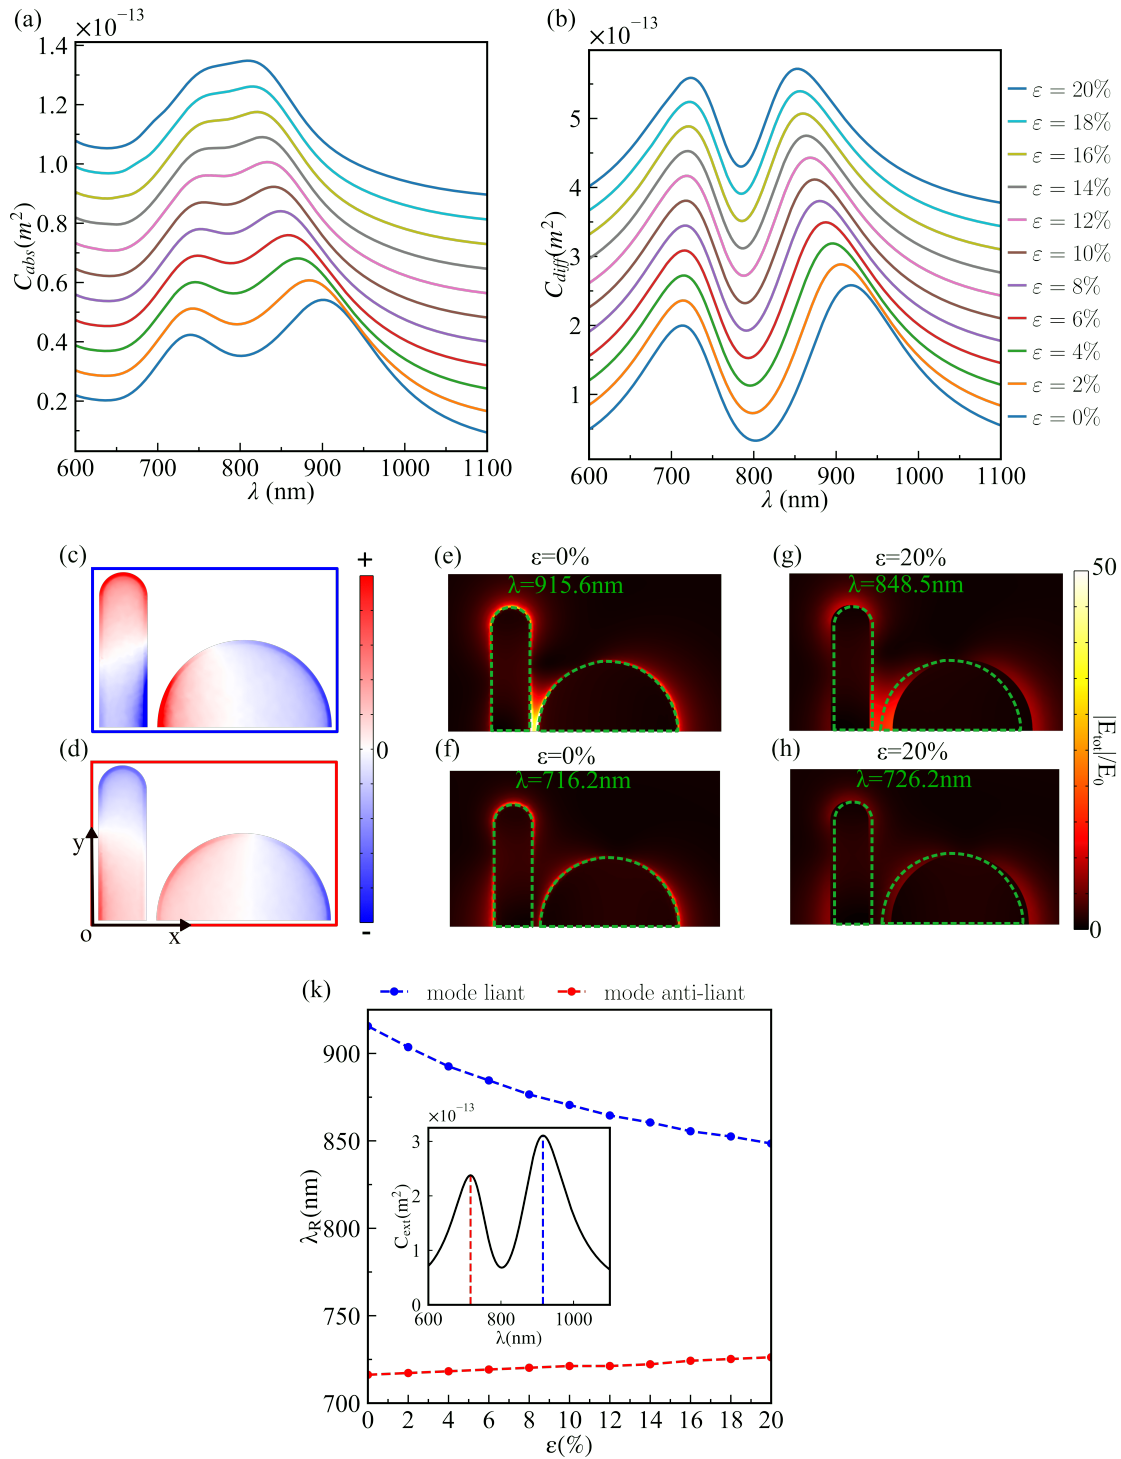 (a)
×10⁻¹³
C_abs(m²)
1.4
1.2
1.0
0.8
0.6
0.4
0.2
600 700 800 900 1000 1100
λ (nm)
(b)
×10⁻¹³
C_diff(m²)
5
4
3
2
1
600 700 800 900 1000 1100
λ (nm)
ε = 20%
ε = 18%
ε = 16%
ε = 14%
ε = 12%
ε = 10%
ε = 8%
ε = 6%
ε = 4%
ε = 2%
ε = 0%
(c)
+
0
-
(d)
y
o
x
(e)
ε=0%
λ=915.6nm
(f)
ε=0%
λ=716.2nm
(g)
ε=20%
λ=848.5nm
(h)
ε=20%
λ=726.2nm
50
|E_tot|/E_0
0
(k)
mode liant
mode anti-liant
λ_R(nm)
900
850
800
750
700
0 2 4 6 8 10 12 14 16 18 20
ε(%)
×10⁻¹³
C_ext(m²)
3
2
1
0
600 800 1000
λ(nm)